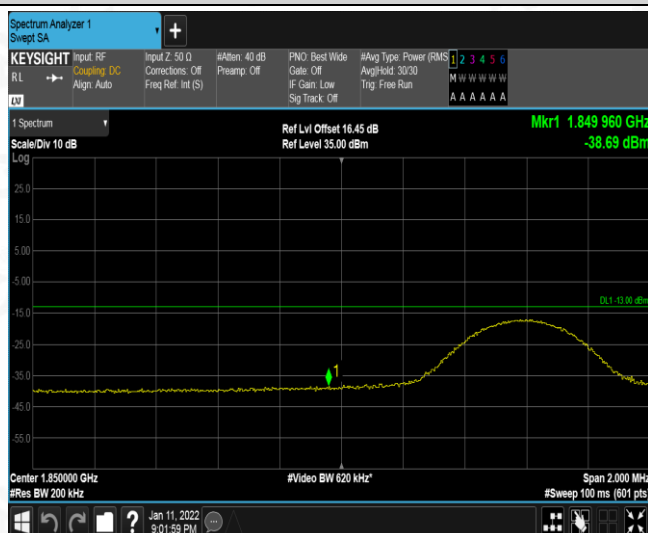 Spectrum Analyzer 1
Swept SA
+
KEYSIGHT Input: RF Input Z: 50 Ω #Atten: 40 dB PNO: Best Wide #Avg Type: Power (RMS 1 2 3 4 5 6
RL Coupling: DC Corrections: Off Preamp: Off Gate: Off Avg|Hold: 30/30 M W W W W W
Align: Auto Freq Ref: Int (S) IF Gain: Low Trig: Free Run
Sig Track: Off A A A A A A
LXI
1 Spectrum Ref Lvl Offset 16.45 dB Mkr1 1.849 960 GHz
Scale/Div 10 dB Ref Level 35.00 dBm -38.69 dBm
Log
25.0
15.0
5.00
-5.00
DL1 -13.00 dBm
-15.0
-25.0
1
-35.0
-45.0
-55.0
Center 1.850000 GHz #Video BW 620 kHz* Span 2.000 MHz
#Res BW 200 kHz #Sweep 100 ms (601 pts)
? Jan 11, 2022
9:01:59 PM